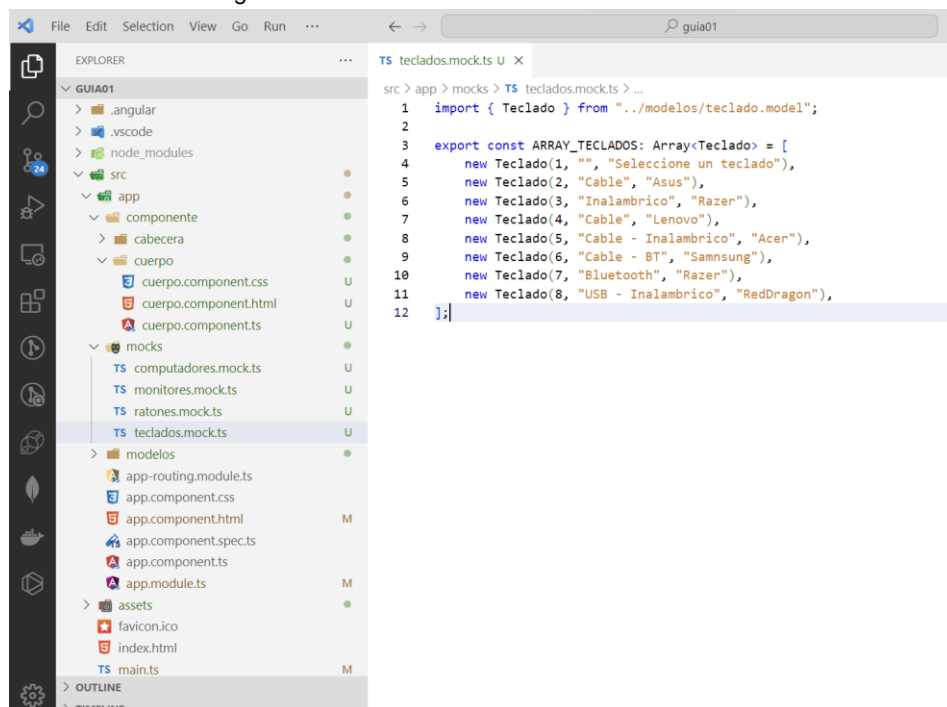 File Edit Selection View Go Run ... guia01
EXPLORER
GUIA01
.angular
.vscode
node_modules
src
app
componente
cabecera
cuerpo
cuerpo.component.css U
cuerpo.component.html U
cuerpo.component.ts U
mocks
TS computadores.mock.ts U
TS monitores.mock.ts U
TS ratones.mock.ts U
TS teclados.mock.ts U
modelos
app-routing.module.ts
app.component.css
app.component.html M
app.component.spec.ts
app.component.ts
app.module.ts M
assets
favicon.ico
index.html
TS main.ts M
OUTLINE
24
TS teclados.mock.ts U
src > app > mocks > TS teclados.mock.ts > ...
1 import { Teclado } from "../modelos/teclado.model";
2
3 export const ARRAY_TECLADOS: Array<Teclado> = [
4 new Teclado(1, "", "Seleccione un teclado"),
5 new Teclado(2, "Cable", "Asus"),
6 new Teclado(3, "Inalambrico", "Razer"),
7 new Teclado(4, "Cable", "Lenovo"),
8 new Teclado(5, "Cable - Inalambrico", "Acer"),
9 new Teclado(6, "Cable - BT", "Samnsung"),
10 new Teclado(7, "Bluetooth", "Razer"),
11 new Teclado(8, "USB - Inalambrico", "RedDragon"),
12 ];